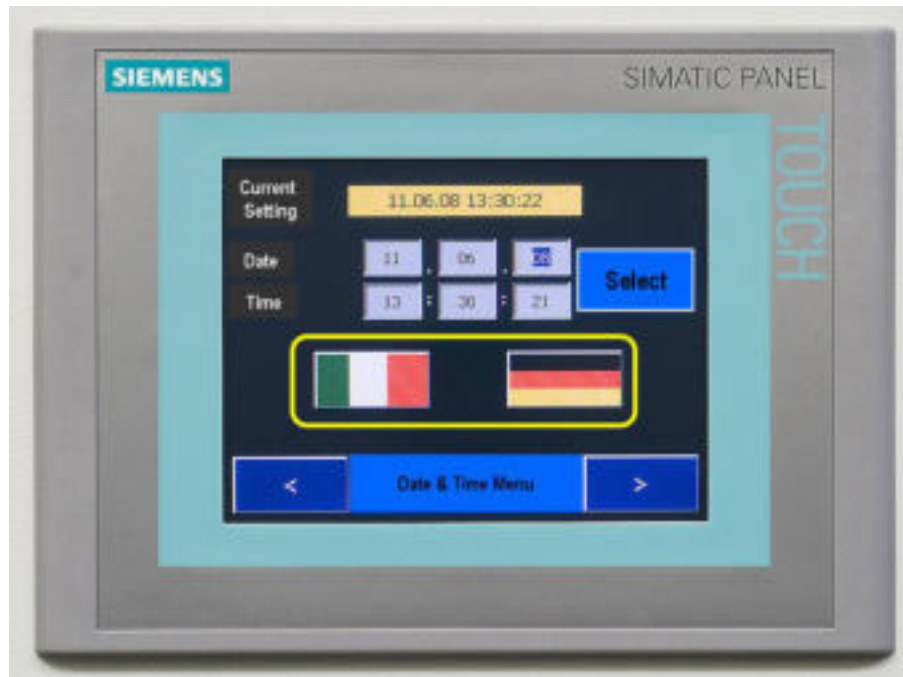 SIEMENS
SIMATIC PANEL
TOUCH
Current
Setting
11.06.08 13:30:22
Date
11 . 06 . 08
Select
Time
13 : 30 : 21
< Date & Time Menu >